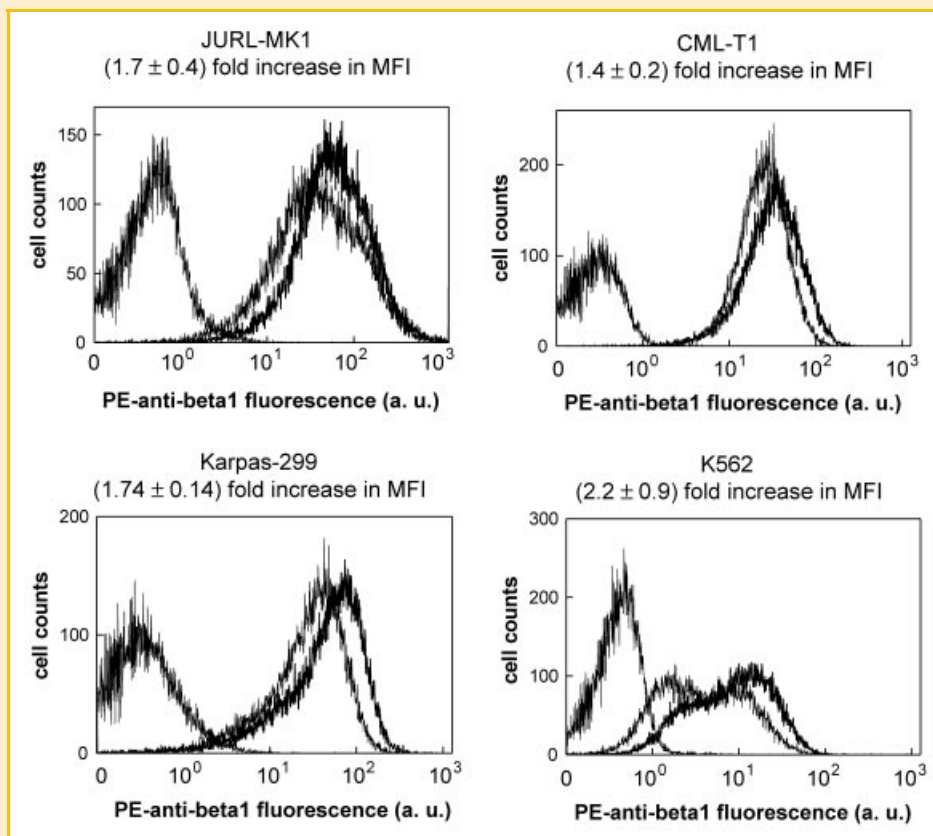 JURL-MK1
(1.7 ± 0.4) fold increase in MFI
150
100
50
0
cell counts
0 10⁰ 10¹ 10² 10³
PE-anti-beta1 fluorescence (a. u.)
CML-T1
(1.4 ± 0.2) fold increase in MFI
200
100
0
cell counts
0 10⁰ 10¹ 10² 10³
PE-anti-beta1 fluorescence (a. u.)
Karpas-299
(1.74 ± 0.14) fold increase in MFI
200
100
0
cell counts
0 10⁰ 10¹ 10² 10³
PE-anti-beta1 fluorescence (a. u.)
K562
(2.2 ± 0.9) fold increase in MFI
300
200
100
0
cell counts
0 10⁰ 10¹ 10² 10³
PE-anti-beta1 fluorescence (a. u.)